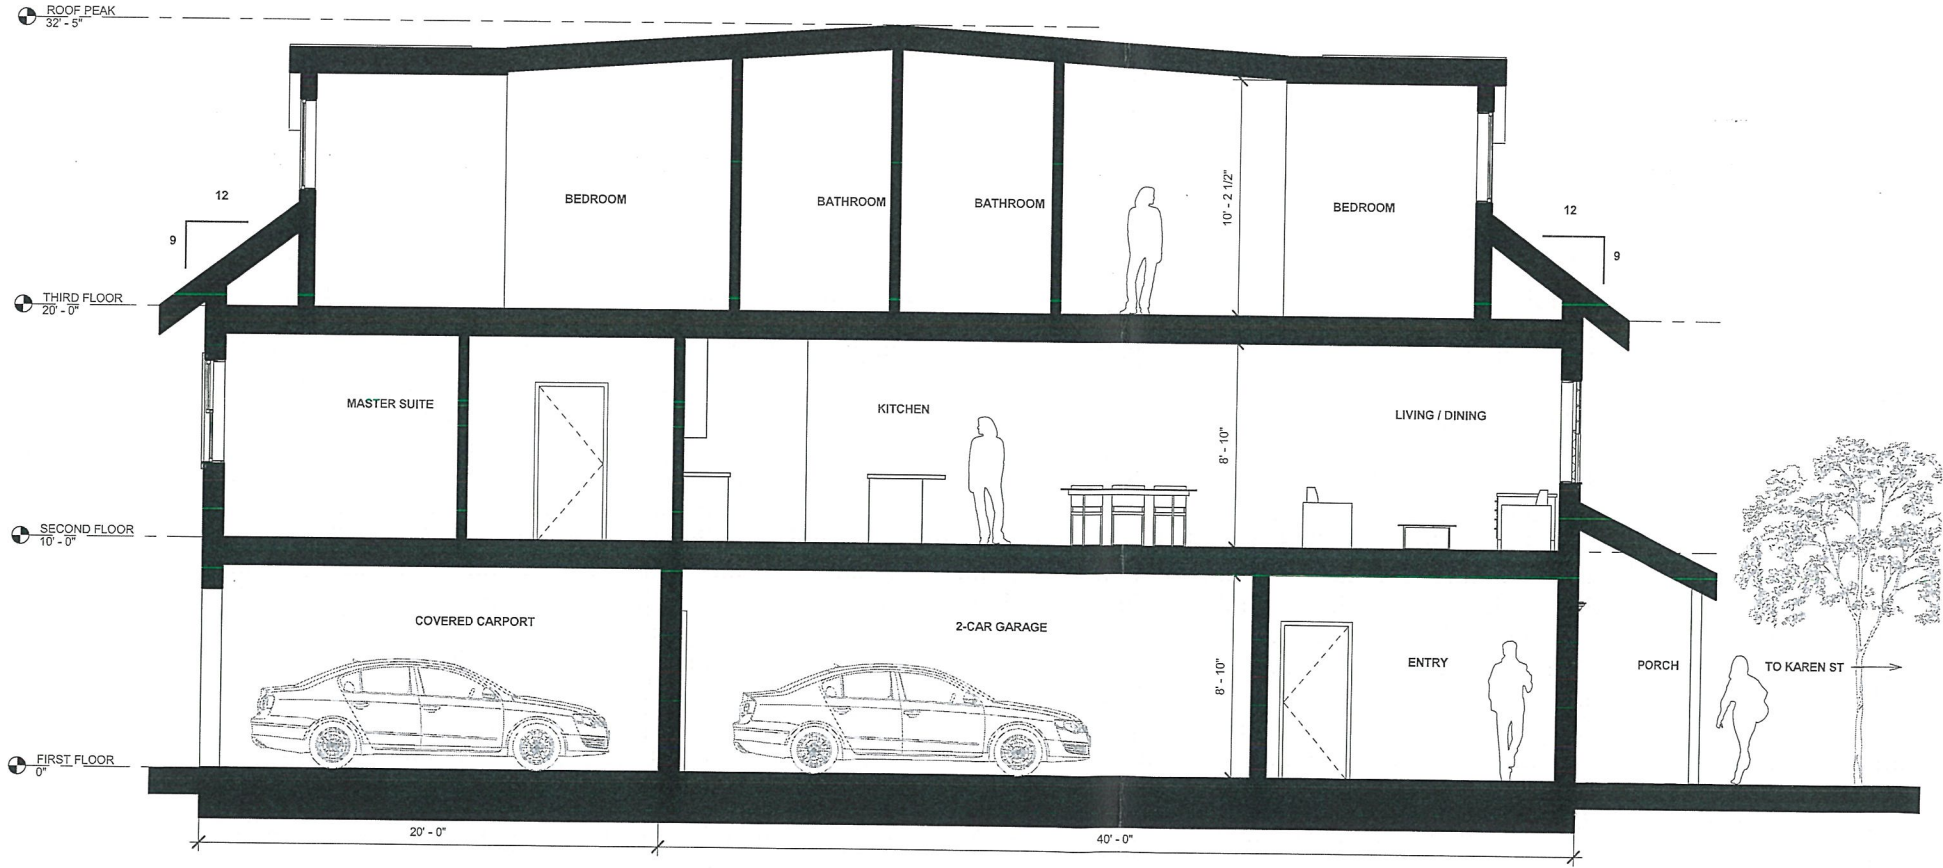 ROOF PEAK
32' - 5"
12
9
BEDROOM
BATHROOM
BATHROOM
10' - 2 1/2"
BEDROOM
12
9
THIRD FLOOR
20' - 0"
MASTER SUITE
KITCHEN
8' - 10"
LIVING / DINING
SECOND FLOOR
10' - 0"
COVERED CARPORT
2-CAR GARAGE
8' - 10"
ENTRY
PORCH
TO KAREN ST
FIRST FLOOR
0"
20' - 0"
40' - 0"